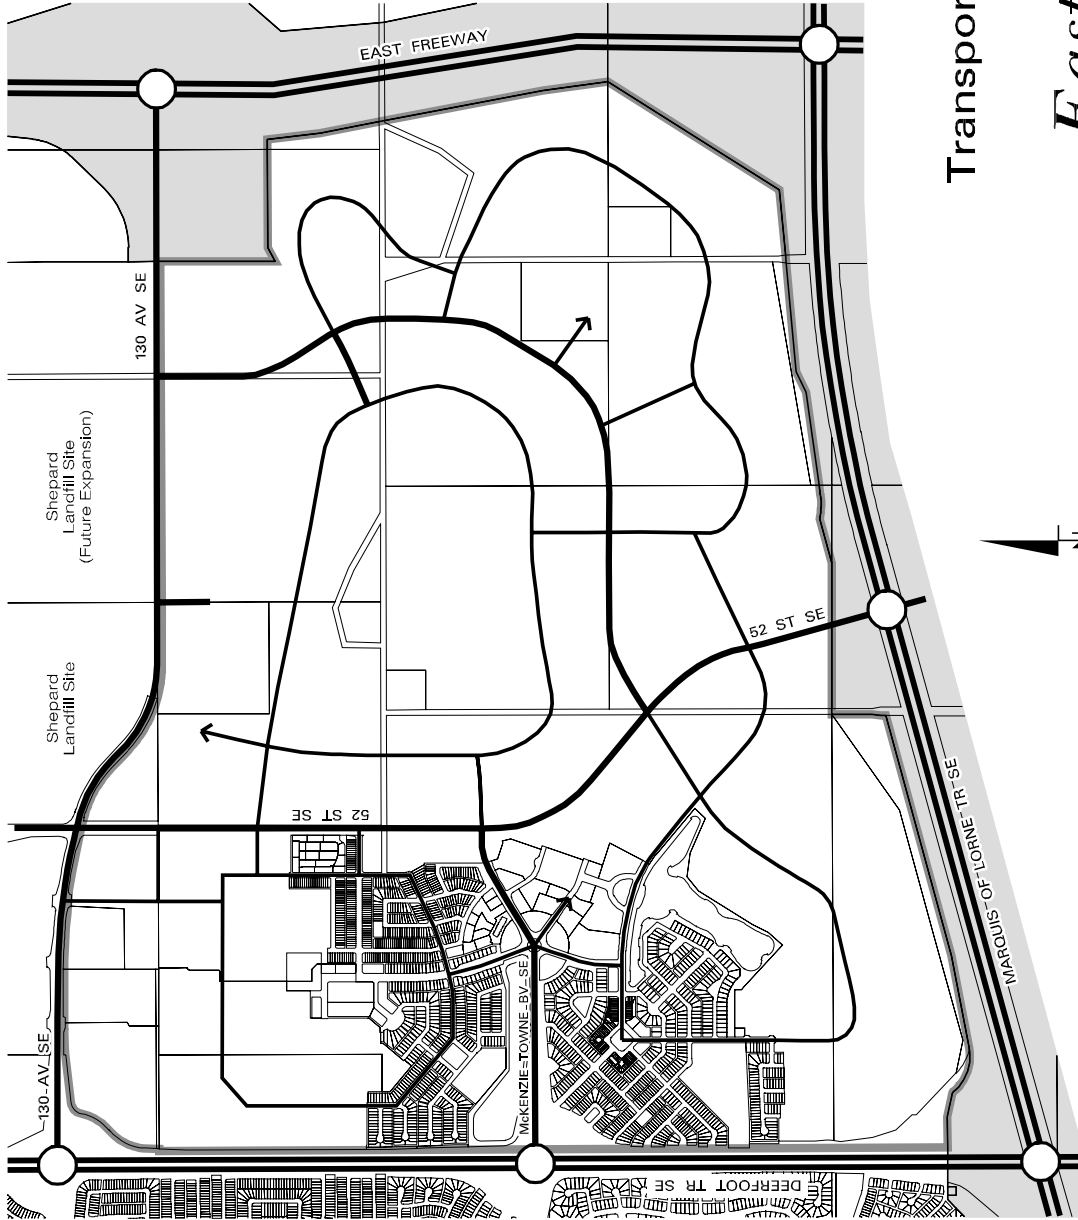 EAST FREEWAY
130 AV SE
Shepard
Landfill Site
(Future Expansion)
Shepard
Landfill Site
52 ST SE
52 ST SE
130 AV SE
McKENZIE TOWNE BV SE
MARQUIS OF LORNE TR SE
DEERFOOT TR SE
Transpor
East
N